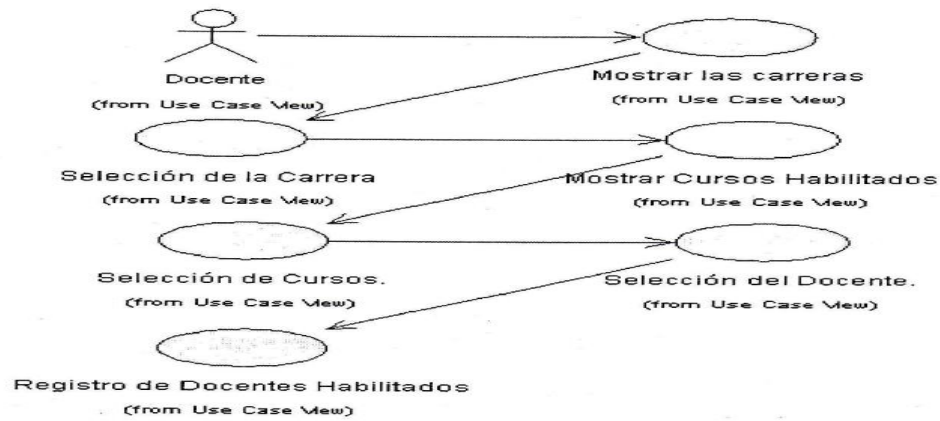 Docente
(from Use Case View)
Mostrar las carreras
(from Use Case View)
Selección de la Carrera
(from Use Case View)
Mostrar Cursos Habilitados
(from Use Case View)
Selección de Cursos.
(from Use Case View)
Selección del Docente.
(from Use Case View)
Registro de Docentes Habilitados
(from Use Case View)